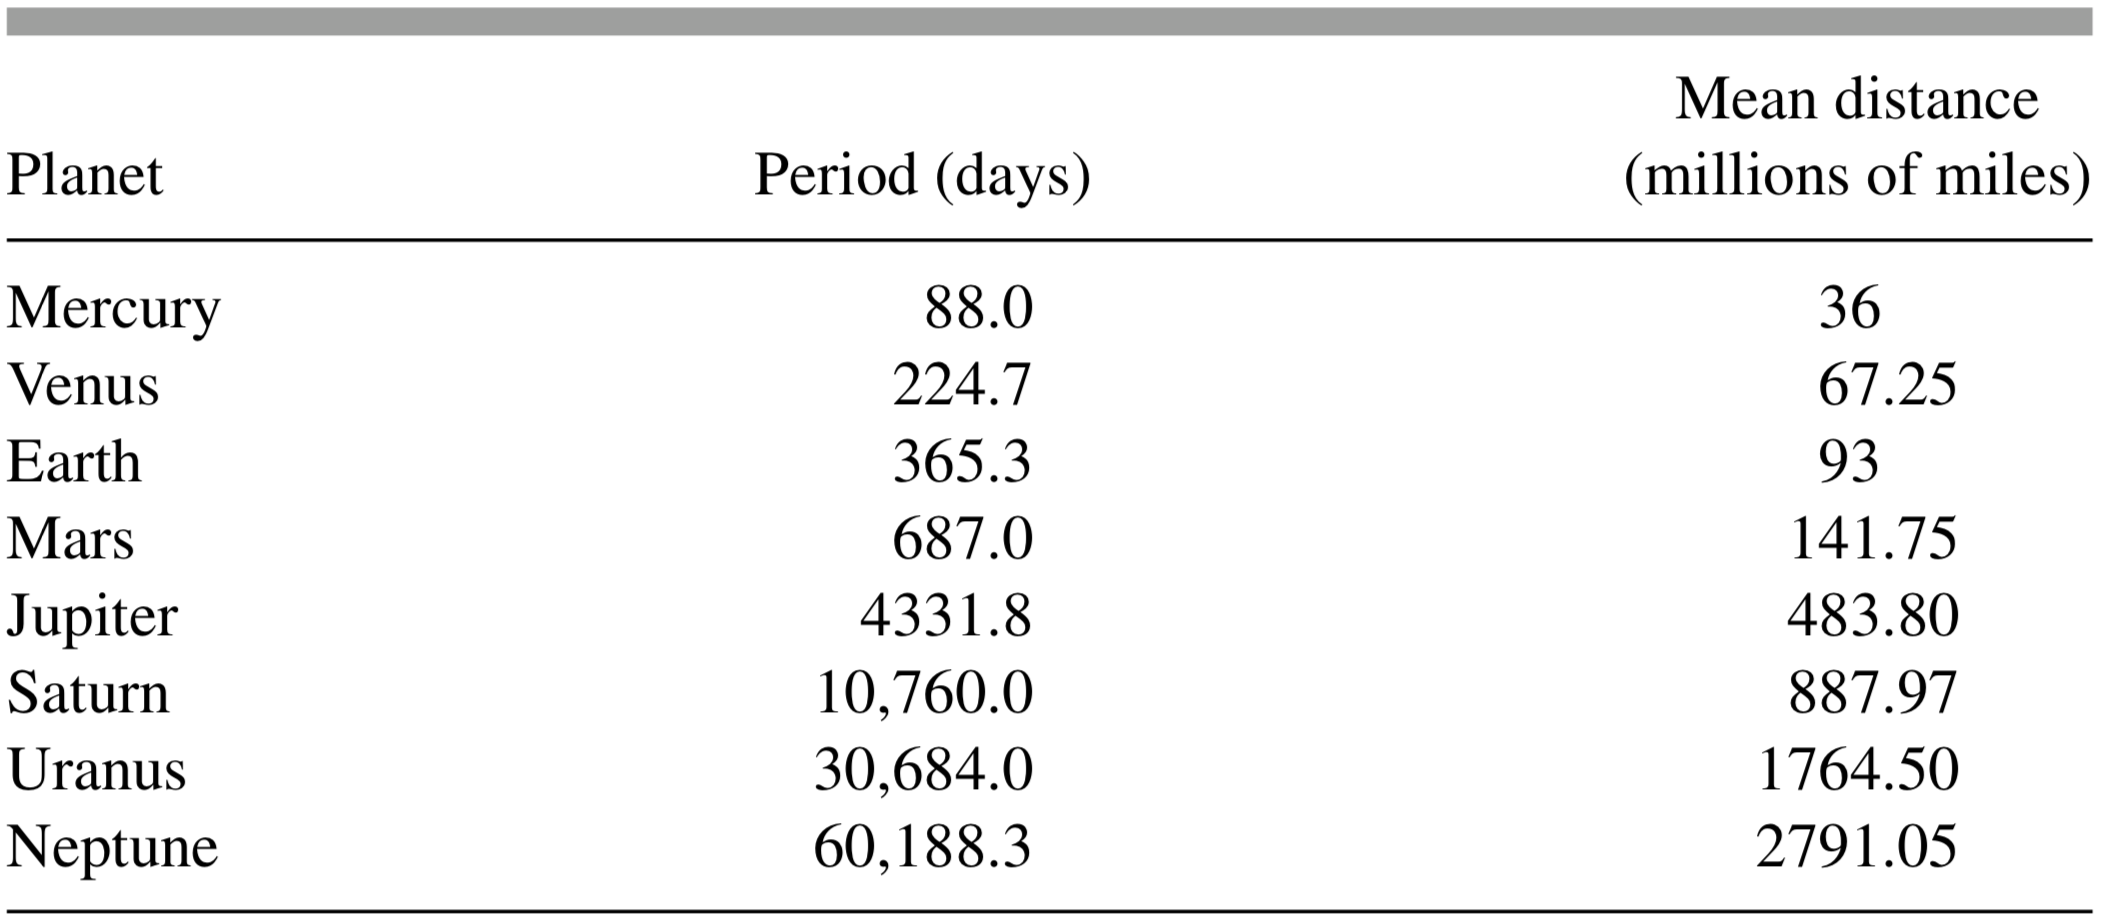 Mean distance
Planet Period (days) (millions of miles)
Mercury 88.0 36
Venus 224.7 67.25
Earth 365.3 93
Mars 687.0 141.75
Jupiter 4331.8 483.80
Saturn 10,760.0 887.97
Uranus 30,684.0 1764.50
Neptune 60,188.3 2791.05